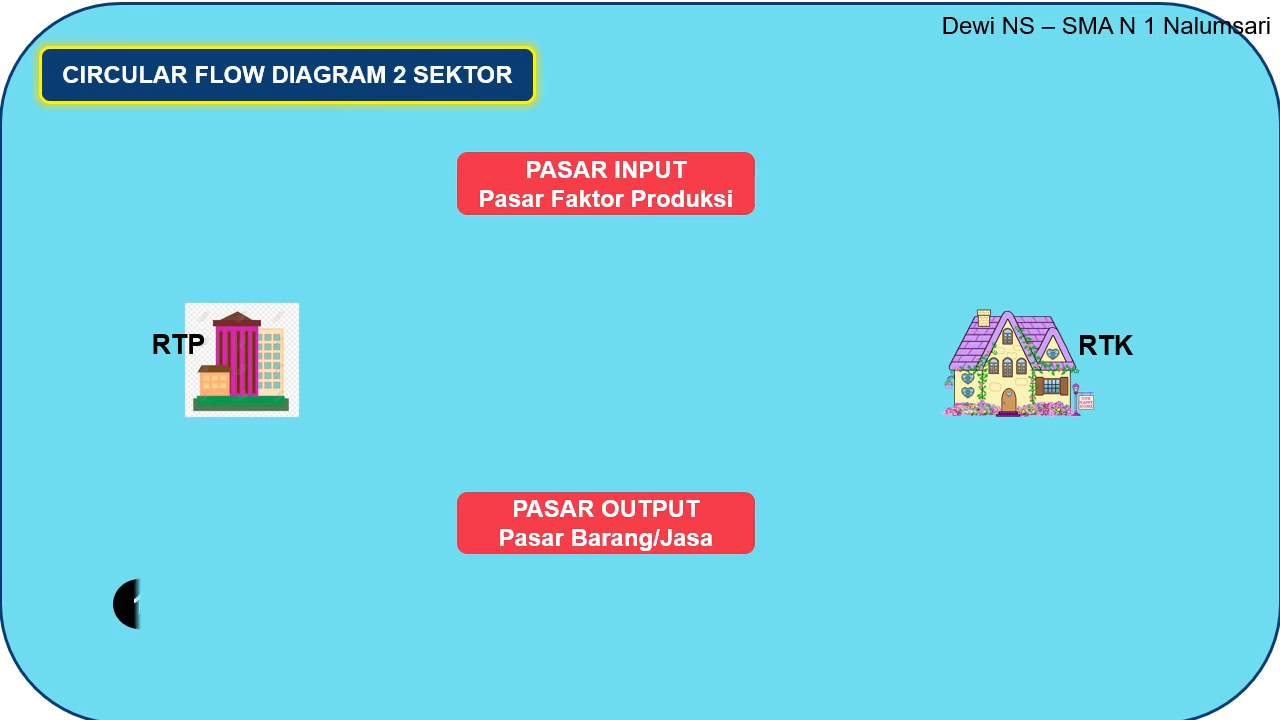 Dewi NS – SMA N 1 Nalumsari
CIRCULAR FLOW DIAGRAM 2 SEKTOR
PASAR INPUT
Pasar Faktor Produksi
RTP
RTK
PASAR OUTPUT
Pasar Barang/Jasa